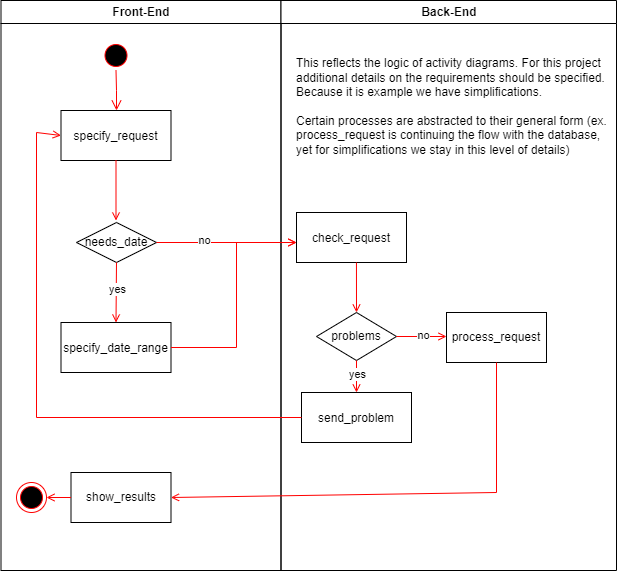 Front-End
Back-End
This reflects the logic of activity diagrams. For this project
additional details on the requirements should be specified.
Because it is example we have simplifications.
Certain processes are abstracted to their general form (ex.
process_request is continuing the flow with the database,
yet for simplifications we stay in this level of details)
specify_request
needs_date
no
check_request
yes
specify_date_range
problems
no
process_request
yes
send_problem
show_results